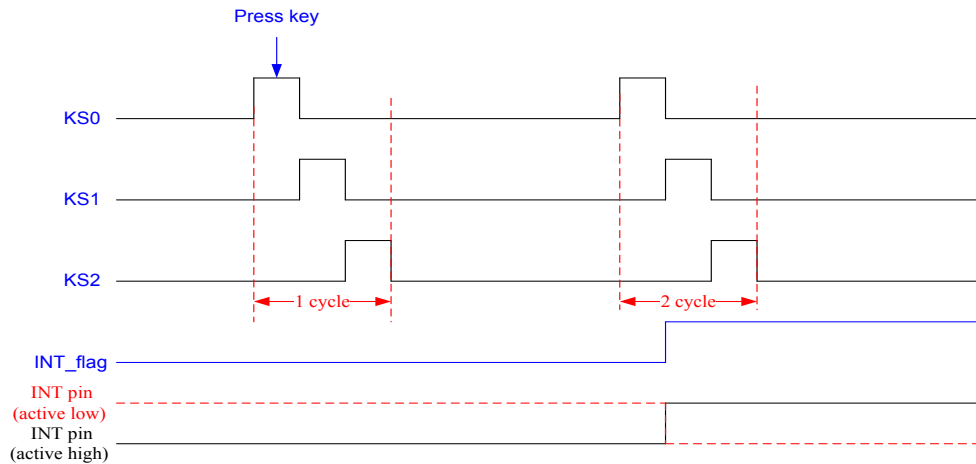 Press key
KS0
KS1
KS2
1 cycle
2 cycle
INT_flag
INT pin
(active low)
INT pin
(active high)